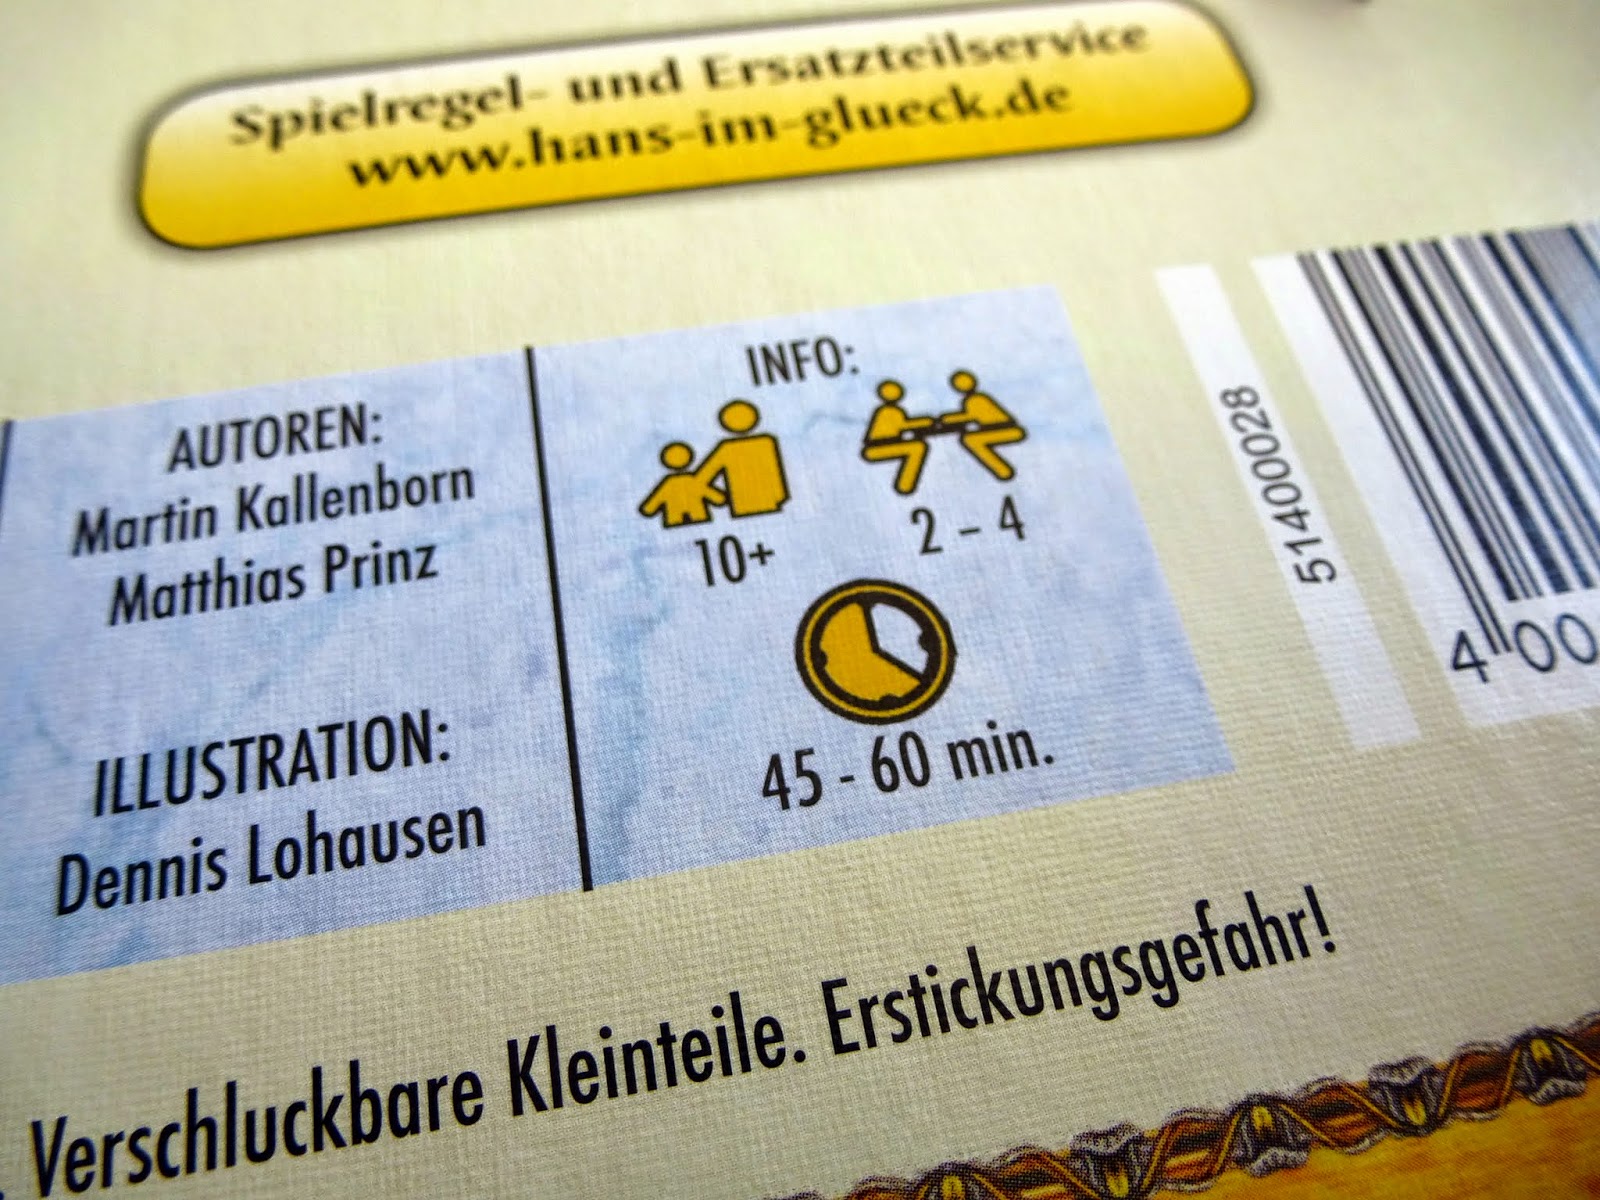 Spielregel- und Ersatzteilservice
www.hans-im-glueck.de
AUTOREN:
Martin Kallenborn
Matthias Prinz
ILLUSTRATION:
Dennis Lohausen
INFO:
10+
2 – 4
45 - 60 min.
51400028
4 00
. Verschluckbare Kleinteile. Erstickungsgefahr!